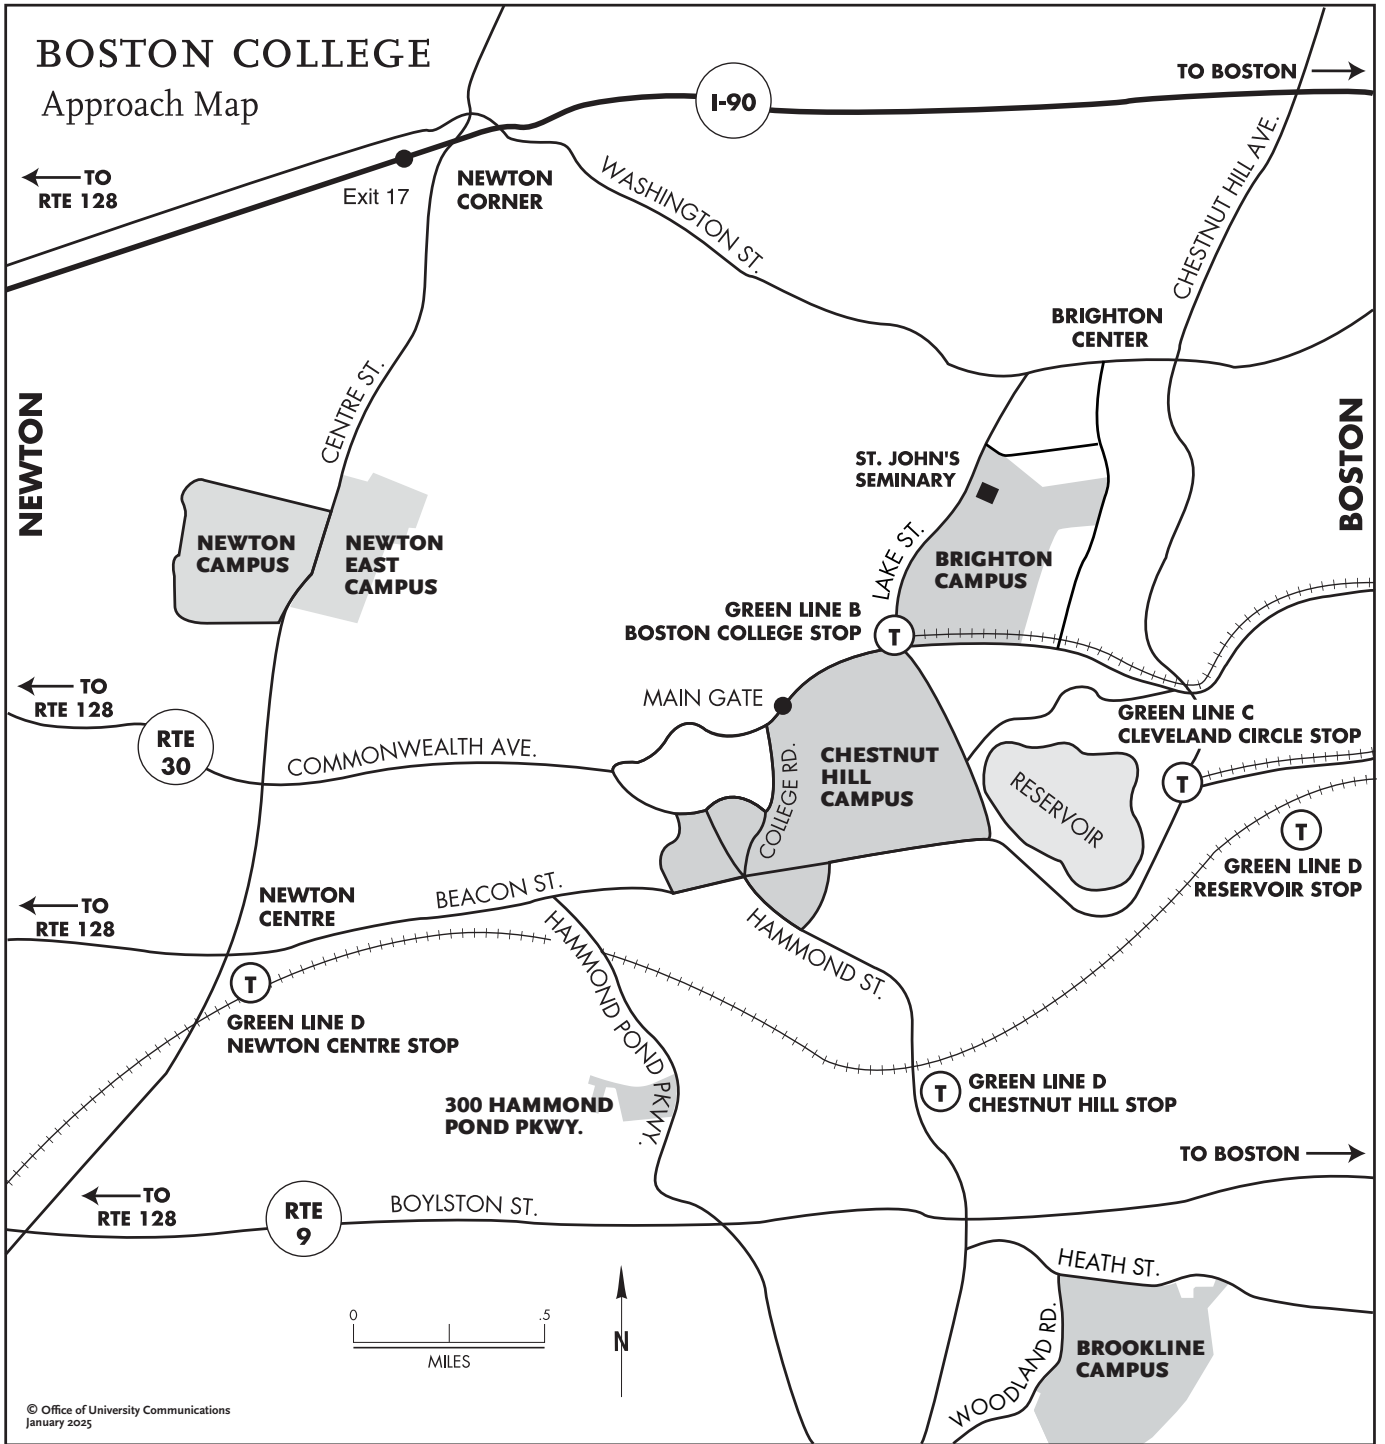 BOSTON COLLEGE
Approach Map
I-90
TO BOSTON
TO
RTE 128
Exit 17
NEWTON
CORNER
WASHINGTON ST.
CHESTNUT HILL AVE.
BRIGHTON
CENTER
CENTRE ST.
NEWTON
BOSTON
ST. JOHN'S
SEMINARY
NEWTON
CAMPUS
NEWTON
EAST
CAMPUS
LAKE ST.
BRIGHTON
CAMPUS
GREEN LINE B
BOSTON COLLEGE STOP
T
TO
RTE 128
MAIN GATE
RTE
30
COMMONWEALTH AVE.
COLLEGE RD.
CHESTNUT
HILL
CAMPUS
RESERVOIR
GREEN LINE C
CLEVELAND CIRCLE STOP
T
T
GREEN LINE D
RESERVOIR STOP
TO
RTE 128
NEWTON
CENTRE
BEACON ST.
HAMMOND POND PKWY.
HAMMOND ST.
T
GREEN LINE D
NEWTON CENTRE STOP
T
GREEN LINE D
CHESTNUT HILL STOP
300 HAMMOND
POND PKWY.
TO BOSTON
TO
RTE 128
RTE
9
BOYLSTON ST.
HEATH ST.
WOODLAND RD.
BROOKLINE
CAMPUS
0 .5
MILES
N
© Office of University Communications
January 2025